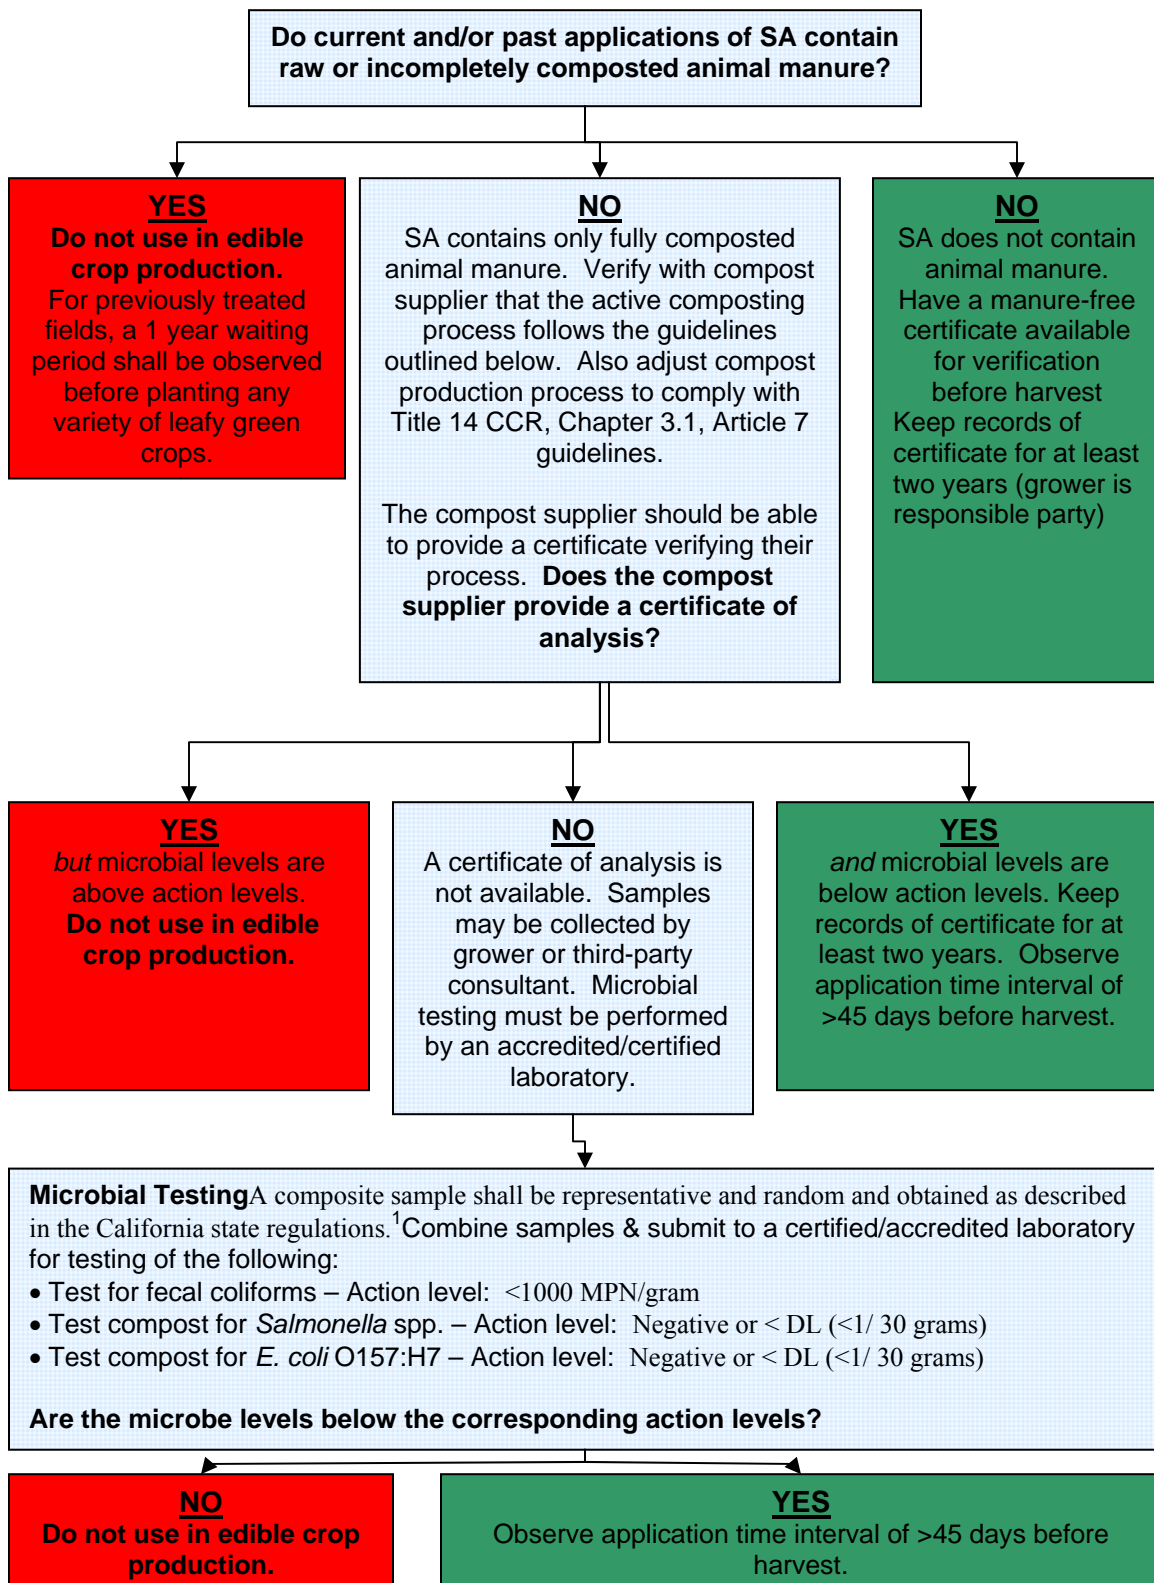 Do current and/or past applications of SA contain
raw or incompletely composted animal manure?
YES
Do not use in edible
crop production.
For previously treated
fields, a 1 year waiting
period shall be observed
before planting any
variety of leafy green
crops.
NO
SA contains only fully composted
animal manure.  Verify with compost
supplier that the active composting
process follows the guidelines
outlined below.  Also adjust compost
production process to comply with
Title 14 CCR, Chapter 3.1, Article 7
guidelines.
The compost supplier should be able
to provide a certificate verifying their
process.  Does the compost
supplier provide a certificate of
analysis?
NO
SA does not contain
animal manure.
Have a manure-free
certificate available
for verification
before harvest
Keep records of
certificate for at least
two years (grower is
responsible party)
YES
but microbial levels are
above action levels.
Do not use in edible
crop production.
NO
A certificate of analysis is
not available.  Samples
may be collected by
grower or third-party
consultant.  Microbial
testing must be performed
by an accredited/certified
laboratory.
YES
and microbial levels are
below action levels. Keep
records of certificate for at
least two years.  Observe
application time interval of
>45 days before harvest.
Microbial TestingA composite sample shall be representative and random and obtained as described
in the California state regulations.¹Combine samples & submit to a certified/accredited laboratory
for testing of the following:
• Test for fecal coliforms – Action level:  <1000 MPN/gram
• Test compost for Salmonella spp. – Action level:  Negative or < DL (<1/ 30 grams)
• Test compost for E. coli O157:H7 – Action level:  Negative or < DL (<1/ 30 grams)
Are the microbe levels below the corresponding action levels?
NO
Do not use in edible crop
production.
YES
Observe application time interval of >45 days before
harvest.